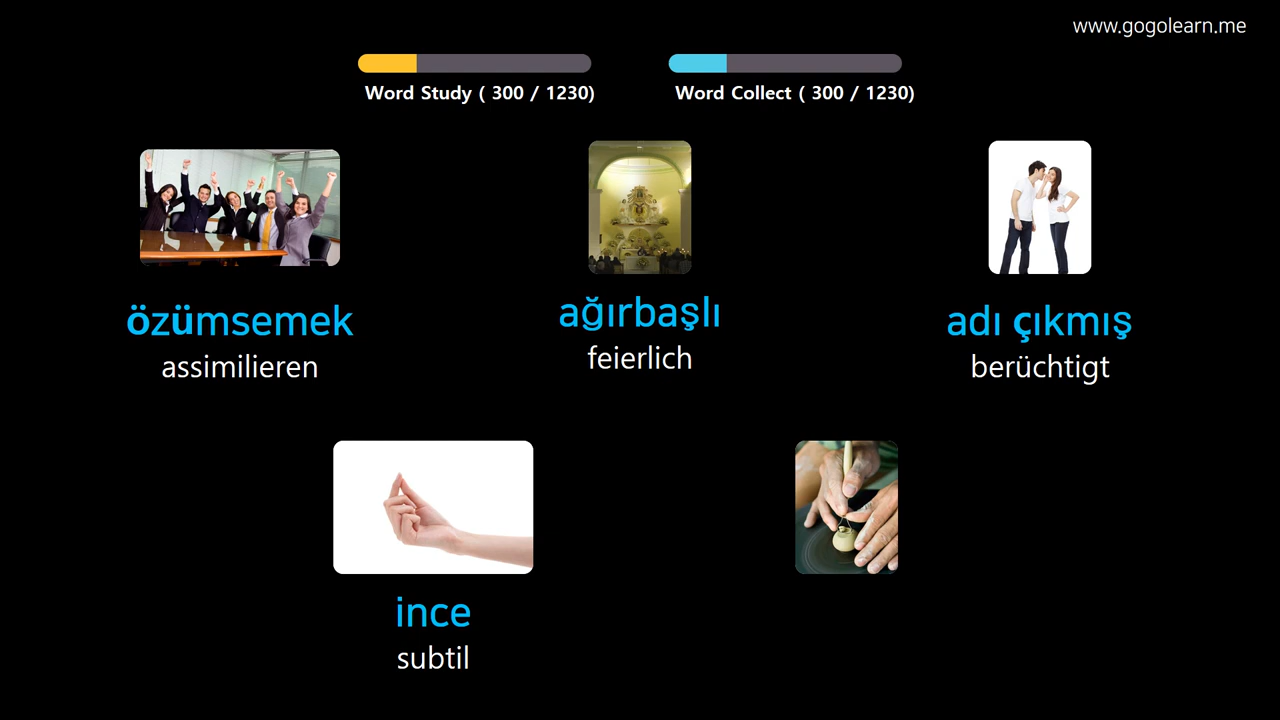 www.gogolearn.me
Word Study ( 300 / 1230)
Word Collect ( 300 / 1230)
özümsemek
assimilieren
ağırbaşlı
feierlich
adı çıkmış
berüchtigt
ince
subtil